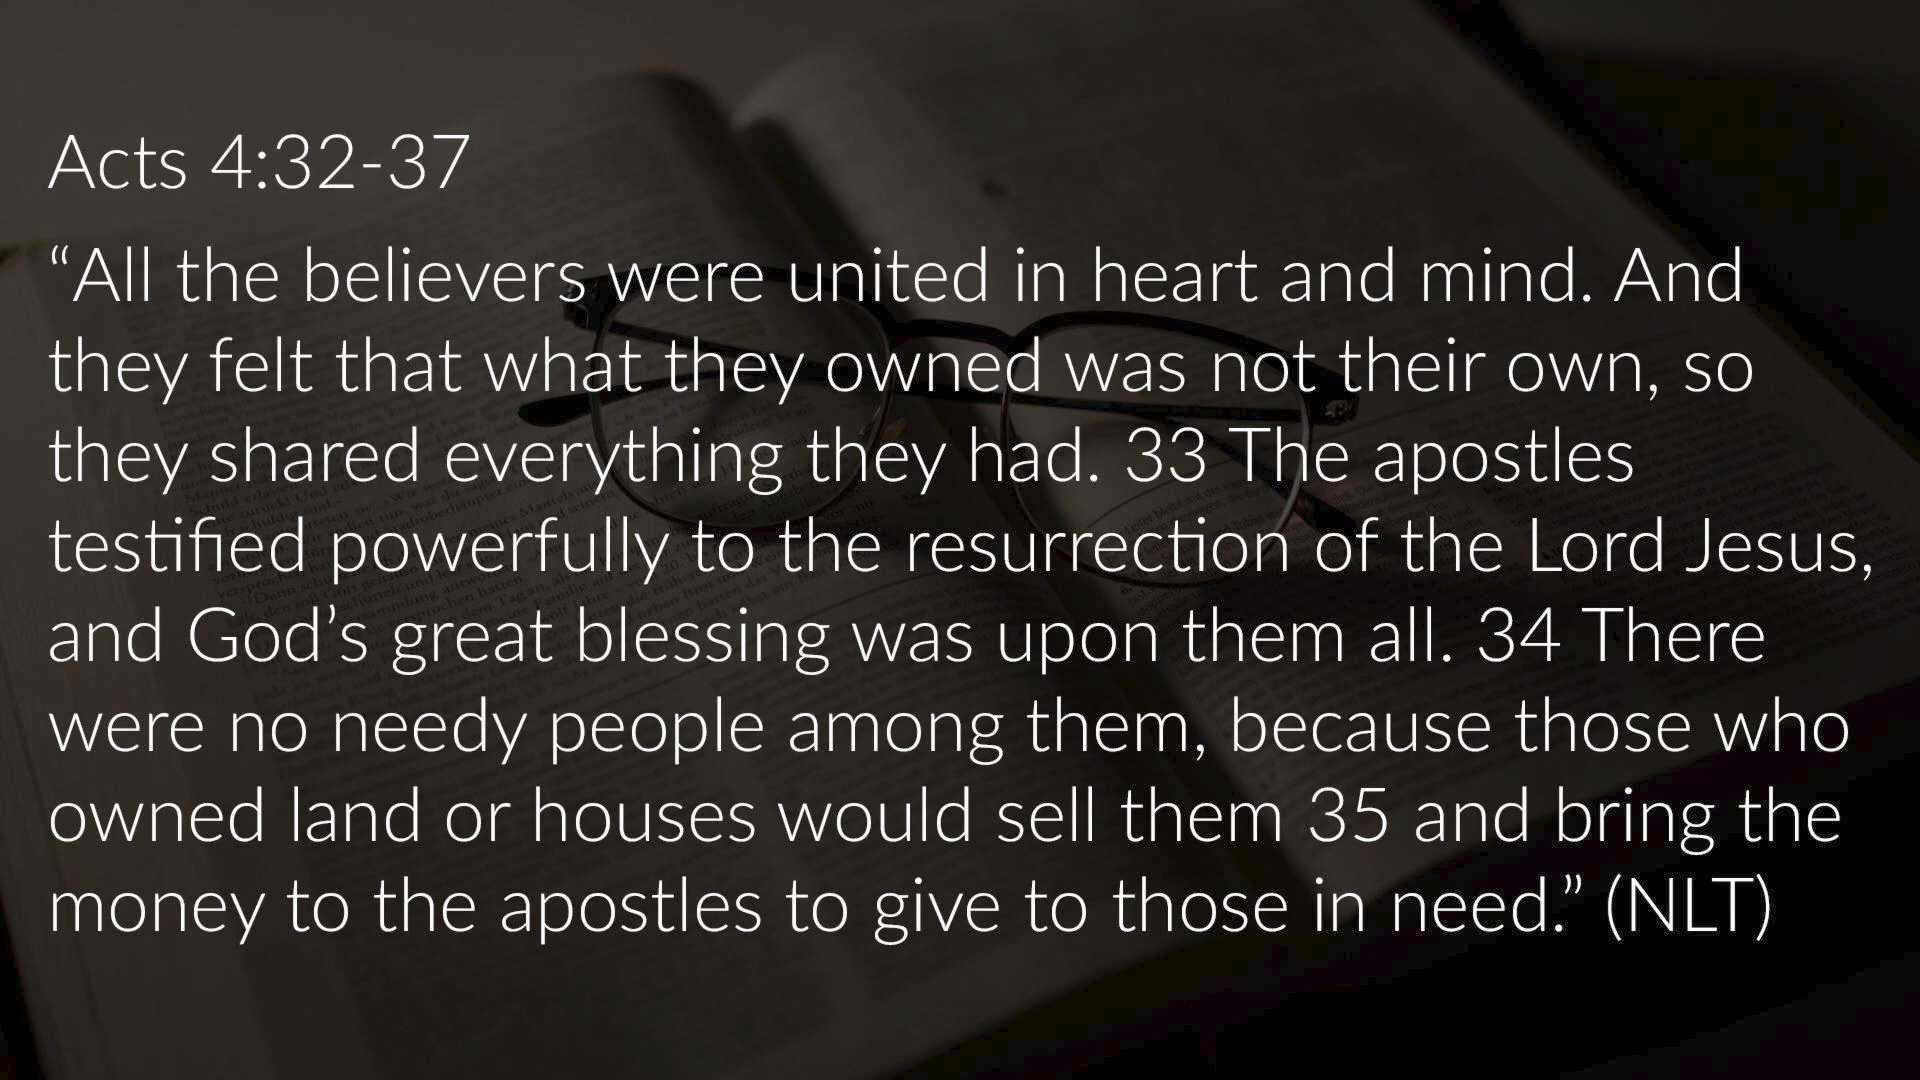 Acts 4:32-37
“All the believers were united in heart and mind. And
they felt that what they owned was not their own, so
they shared everything they had. 33 The apostles
testified powerfully to the resurrection of the Lord Jesus,
and God’s great blessing was upon them all. 34 There
were no needy people among them, because those who
owned land or houses would sell them 35 and bring the
money to the apostles to give to those in need.” (NLT)